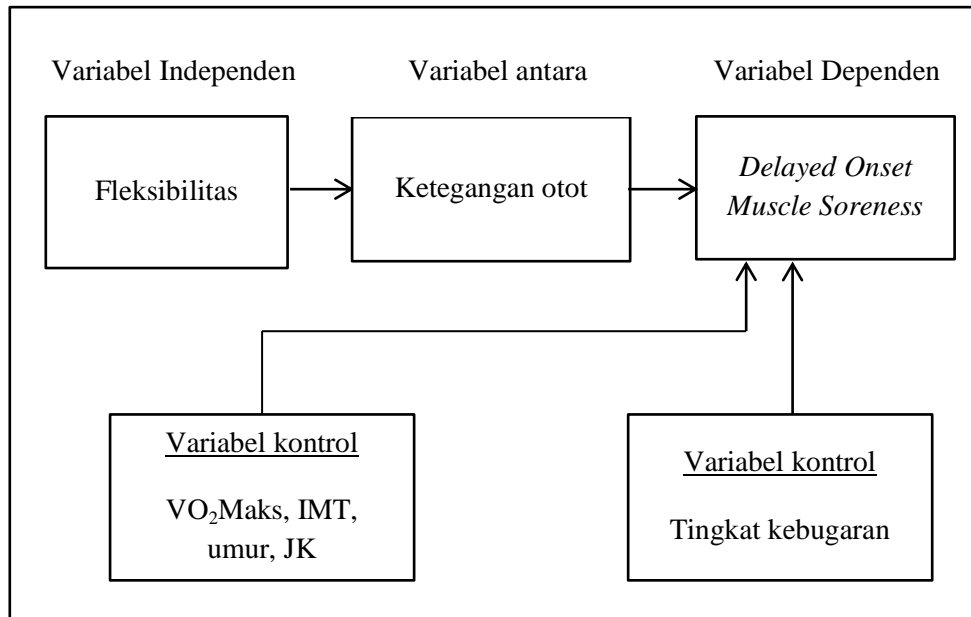 Variabel Independen
Variabel antara
Variabel Dependen
Fleksibilitas
Ketegangan otot
Delayed Onset
Muscle Soreness
Variabel kontrol
VO₂Maks, IMT,
umur, JK
Variabel kontrol
Tingkat kebugaran